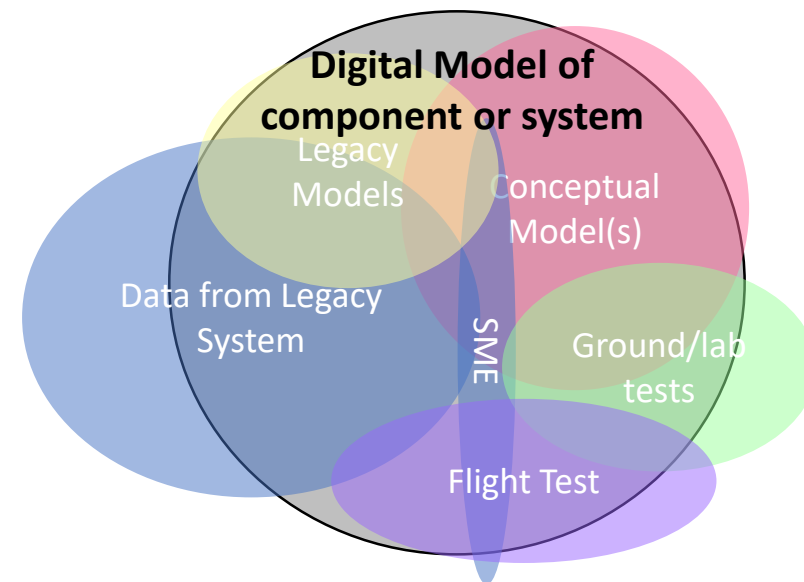 Digital Model of
component or system
Legacy
Models
Conceptual
Model(s)
Data from Legacy
System
SME
Ground/lab
tests
Flight Test